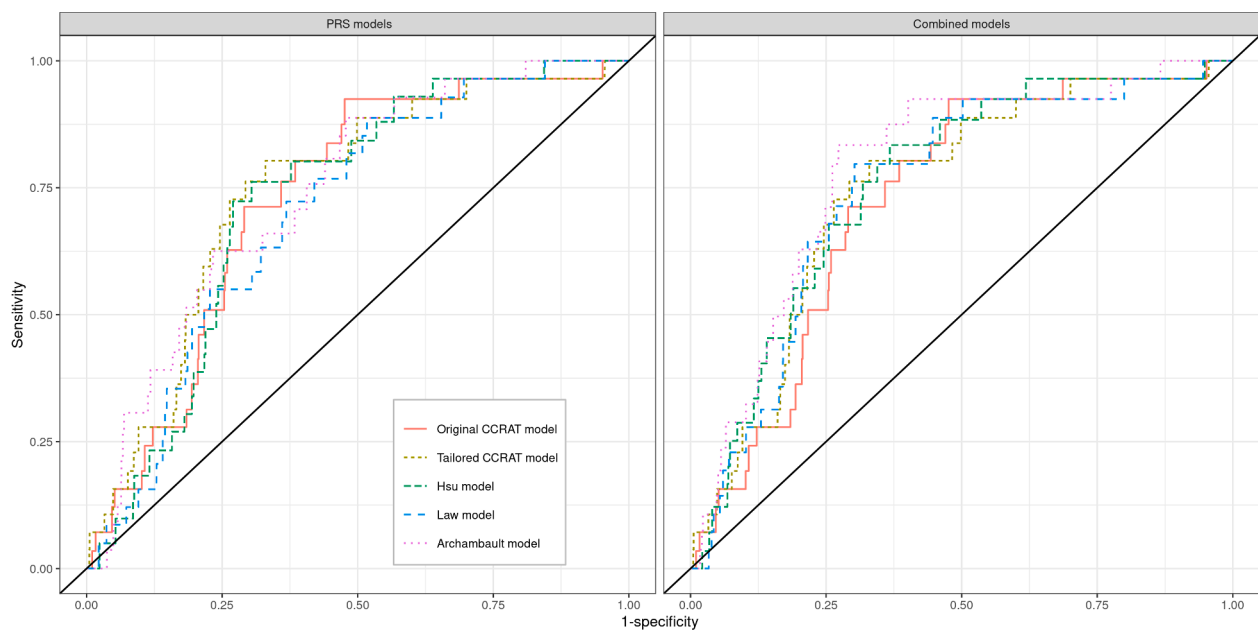 PRS models
Combined models
Sensitivity
1.00
0.75
0.50
0.25
0.00
Original CCRAT model
Tailored CCRAT model
Hsu model
Law model
Archambault model
0.00 0.25 0.50 0.75 1.00
0.00 0.25 0.50 0.75 1.00
1-specificity